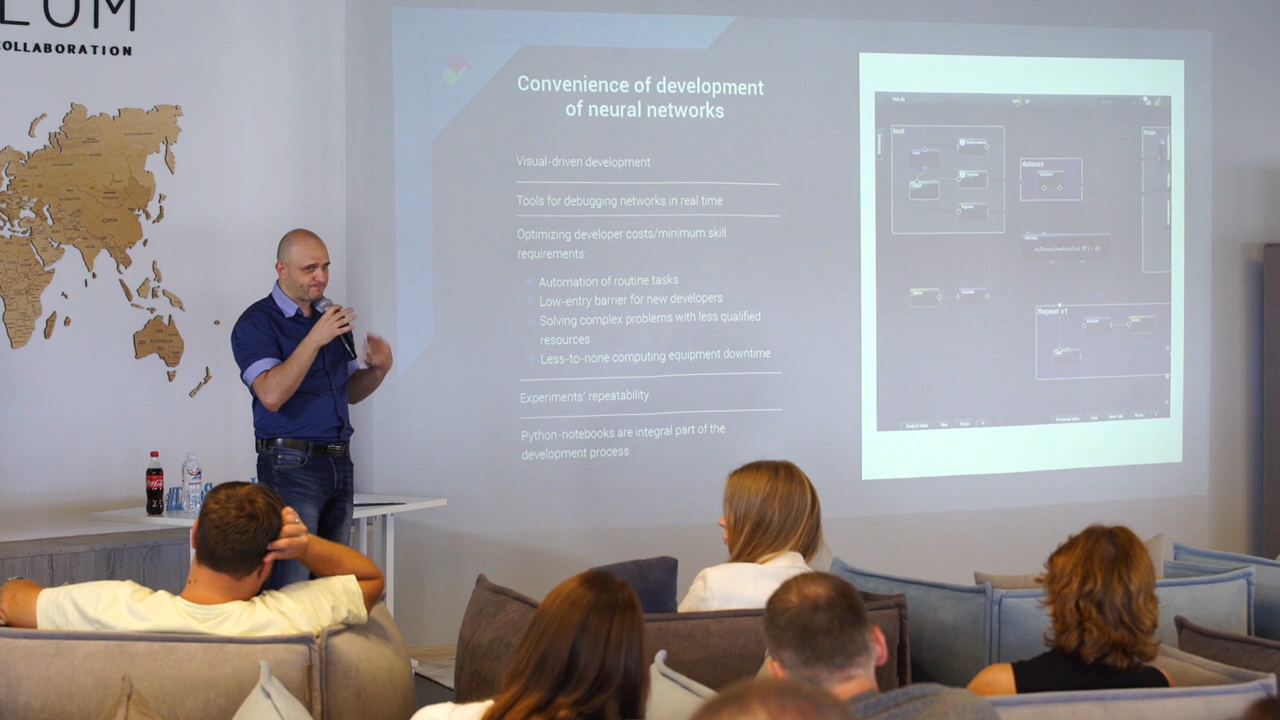 COLLABORATION
CHINA
Convenience of development
of neural networks
Visual-driven development
Tools for debugging networks in real time
Optimizing developer costs/minimum skill
requirements:
Automation of routine tasks
Low-entry barrier for new developers
Solving complex problems with less qualified
resources
Less-to-none computing equipment downtime
Experiments' repeatability
Python-notebooks are integral part of the
development process
test
dataset
train
Repeat